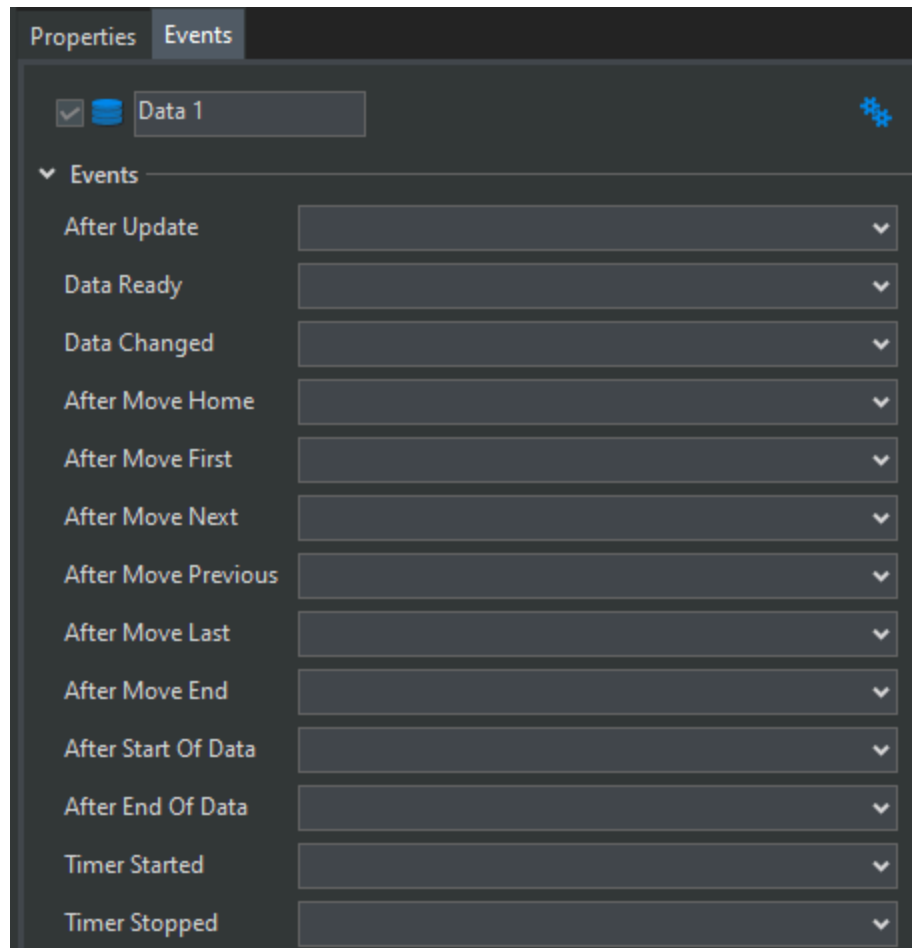 Properties Events
Data 1
Events
After Update
Data Ready
Data Changed
After Move Home
After Move First
After Move Next
After Move Previous
After Move Last
After Move End
After Start Of Data
After End Of Data
Timer Started
Timer Stopped